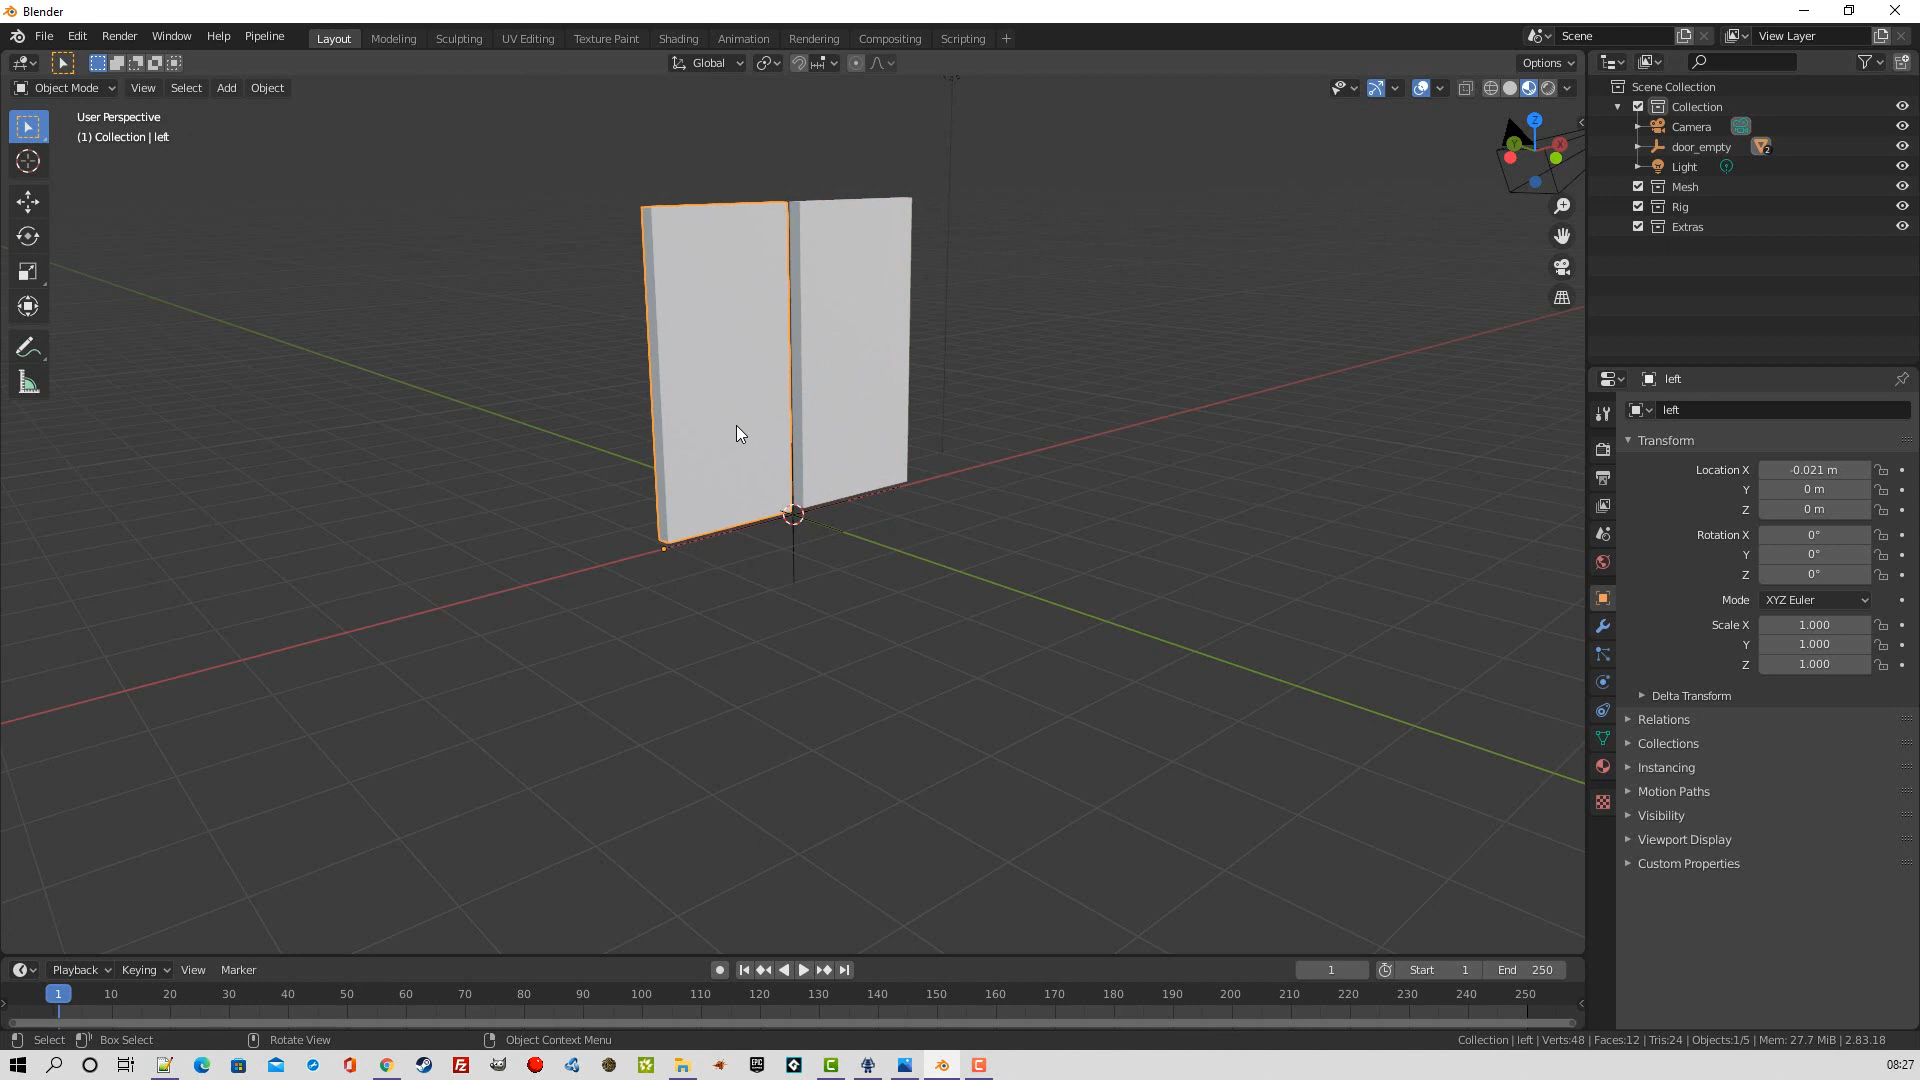 Blender
File Edit Render Window Help Pipeline
Layout Modeling Sculpting UV Editing Texture Paint Shading Animation Rendering Compositing Scripting
Scene
View Layer
Global
Options
Object Mode View Select Add Object
User Perspective
(1) Collection | left
Z
Y
X
Scene Collection
Collection
Camera
door_empty
2
Light
Mesh
Rig
Extras
left
left
Transform
Location X -0.021 m
Y 0 m
Z 0 m
Rotation X 0°
Y 0°
Z 0°
Mode XYZ Euler
Scale X 1.000
Y 1.000
Z 1.000
Delta Transform
Relations
Collections
Instancing
Motion Paths
Visibility
Viewport Display
Custom Properties
Playback Keying View Marker
1 Start 1 End 250
1 10 20 30 40 50 60 70 80 90 100 110 120 130 140 150 160 170 180 190 200 210 220 230 240 250
Select Box Select Rotate View Object Context Menu
Collection | left | Verts:48 | Faces:12 | Tris:24 | Objects:1/5 | Mem: 27.7 MiB | 2.83.18
08:27